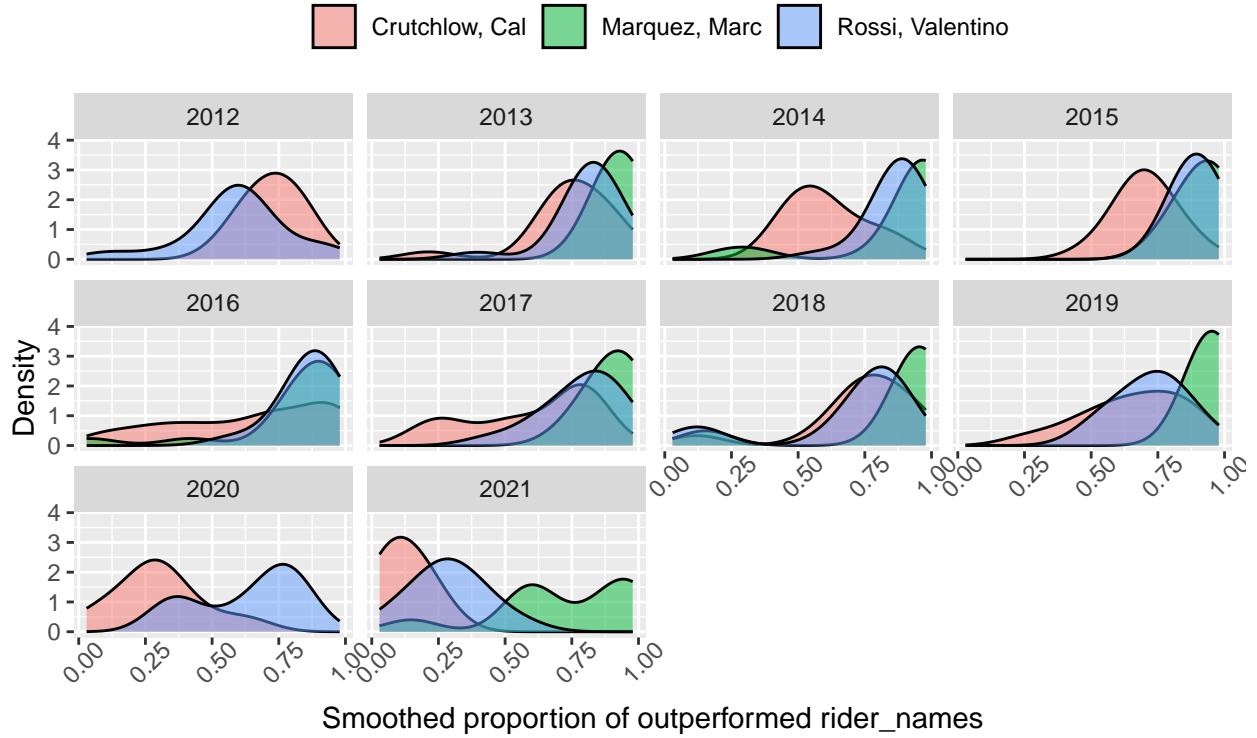 Crutchlow, Cal Marquez, Marc Rossi, Valentino
2012 2013 2014 2015
4
3
2
1
0
2016 2017 2018 2019
4
3
2
1
0
0.00 0.25 0.50 0.75 1.00 0.00 0.25 0.50 0.75 1.00
2020 2021
4
3
2
1
0
0.00 0.25 0.50 0.75 1.00 0.00 0.25 0.50 0.75 1.00
Density
Smoothed proportion of outperformed rider_names